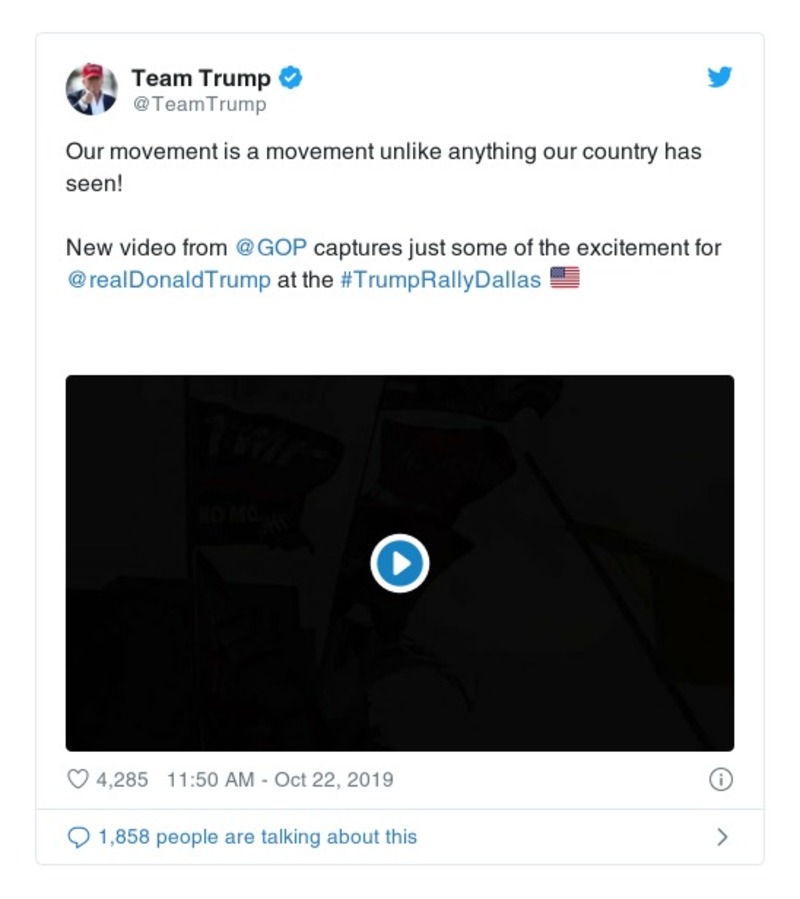 Team Trump
@TeamTrump
Our movement is a movement unlike anything our country has
seen!
New video from @GOP captures just some of the excitement for
@realDonaldTrump at the #TrumpRallyDallas 🇺🇸
NO MO
4,285 11:50 AM - Oct 22, 2019
1,858 people are talking about this